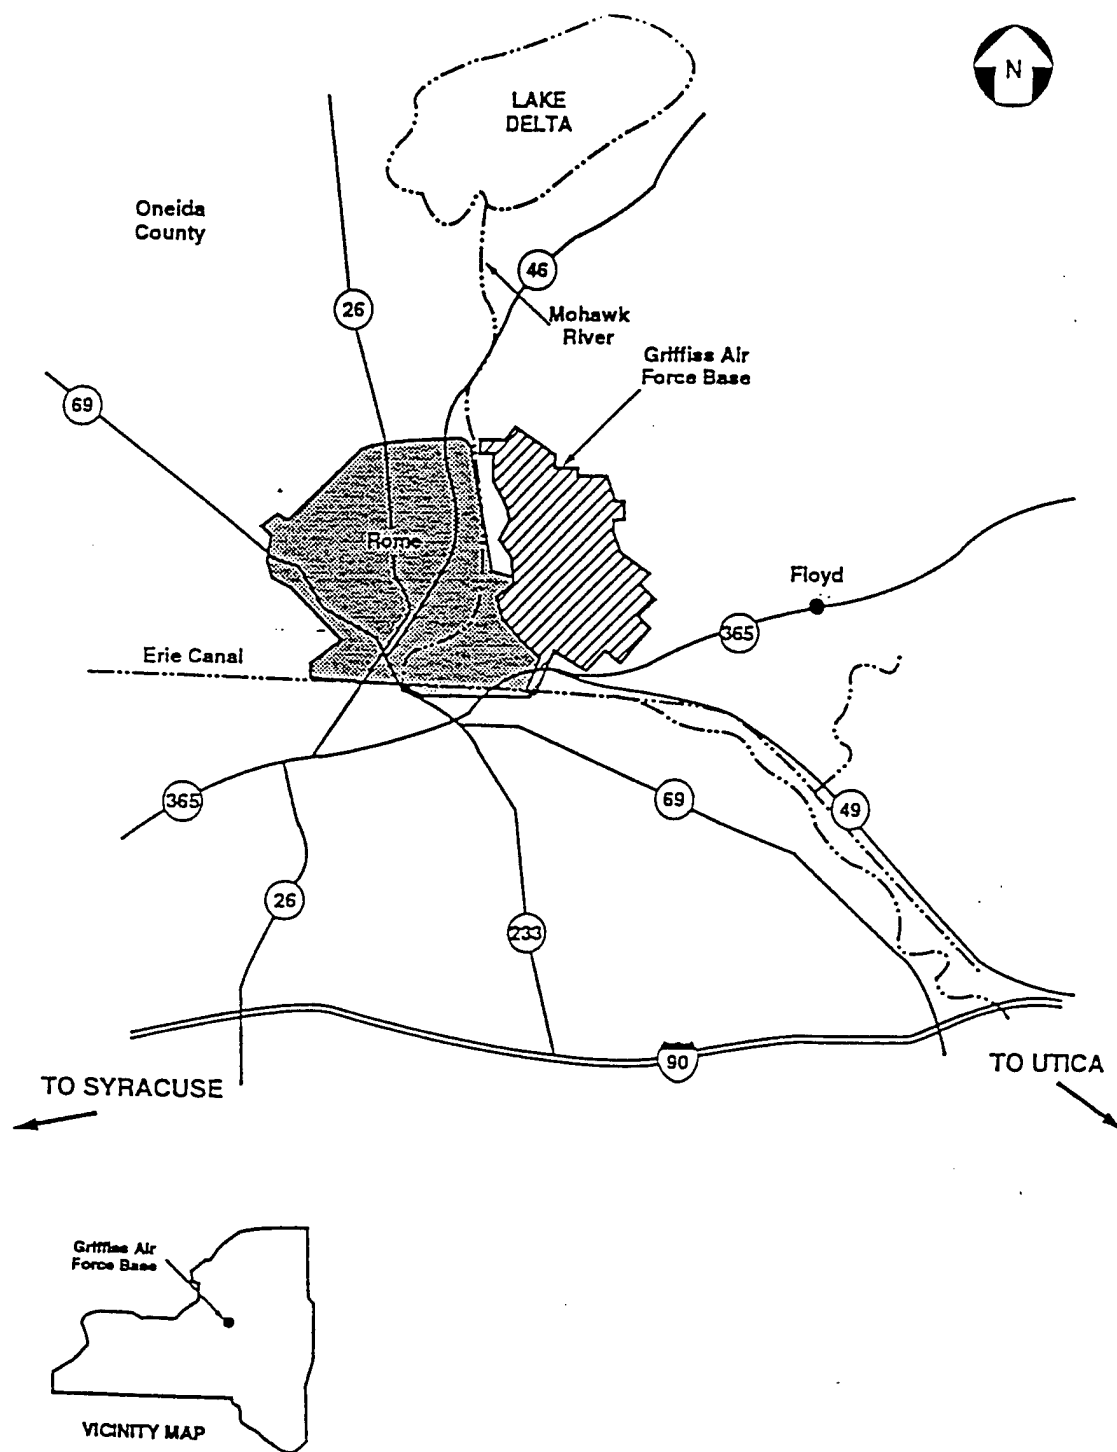 N
LAKE
DELTA
Oneida
County
46
26
Mohawk
River
Griffiss Air
Force Base
69
Rome
Floyd
365
Erie Canal
365
69
49
26
233
90
TO SYRACUSE
TO UTICA
Griffiss Air
Force Base
VICINITY MAP